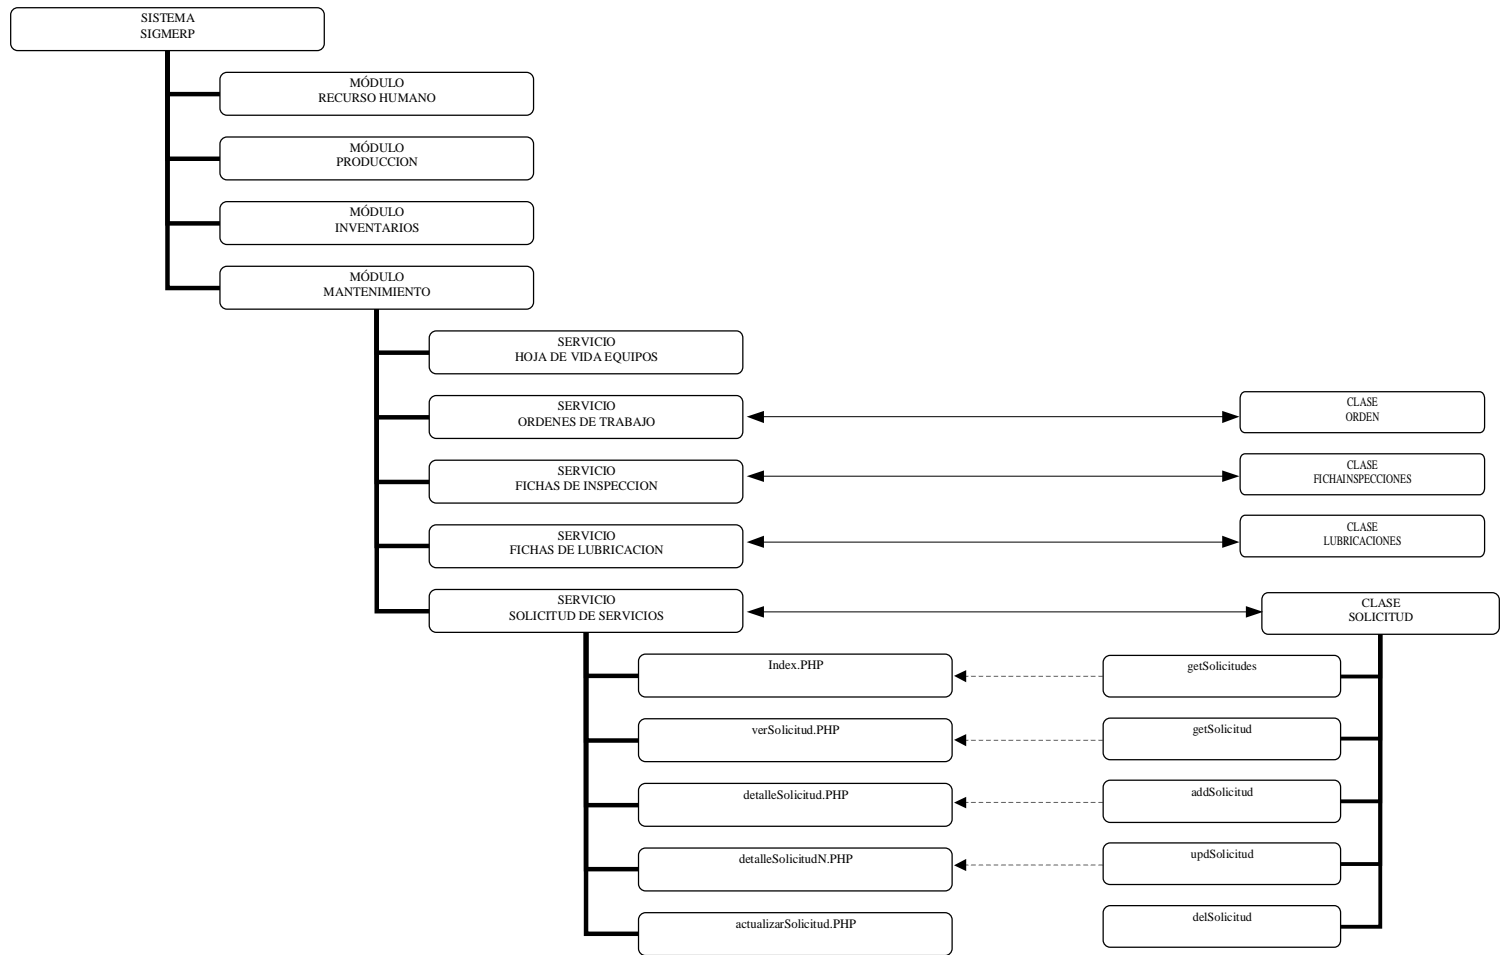 SISTEMA
SIGMERP
MÓDULO
RECURSO HUMANO
MÓDULO
PRODUCCION
MÓDULO
INVENTARIOS
MÓDULO
MANTENIMIENTO
SERVICIO
HOJA DE VIDA EQUIPOS
SERVICIO
ORDENES DE TRABAJO
CLASE
ORDEN
SERVICIO
FICHAS DE INSPECCION
CLASE
FICHAINSPECCIONES
SERVICIO
FICHAS DE LUBRICACION
CLASE
LUBRICACIONES
SERVICIO
SOLICITUD DE SERVICIOS
CLASE
SOLICITUD
Index.PHP
getSolicitudes
verSolicitud.PHP
getSolicitud
detalleSolicitud.PHP
addSolicitud
detalleSolicitudN.PHP
updSolicitud
actualizarSolicitud.PHP
delSolicitud